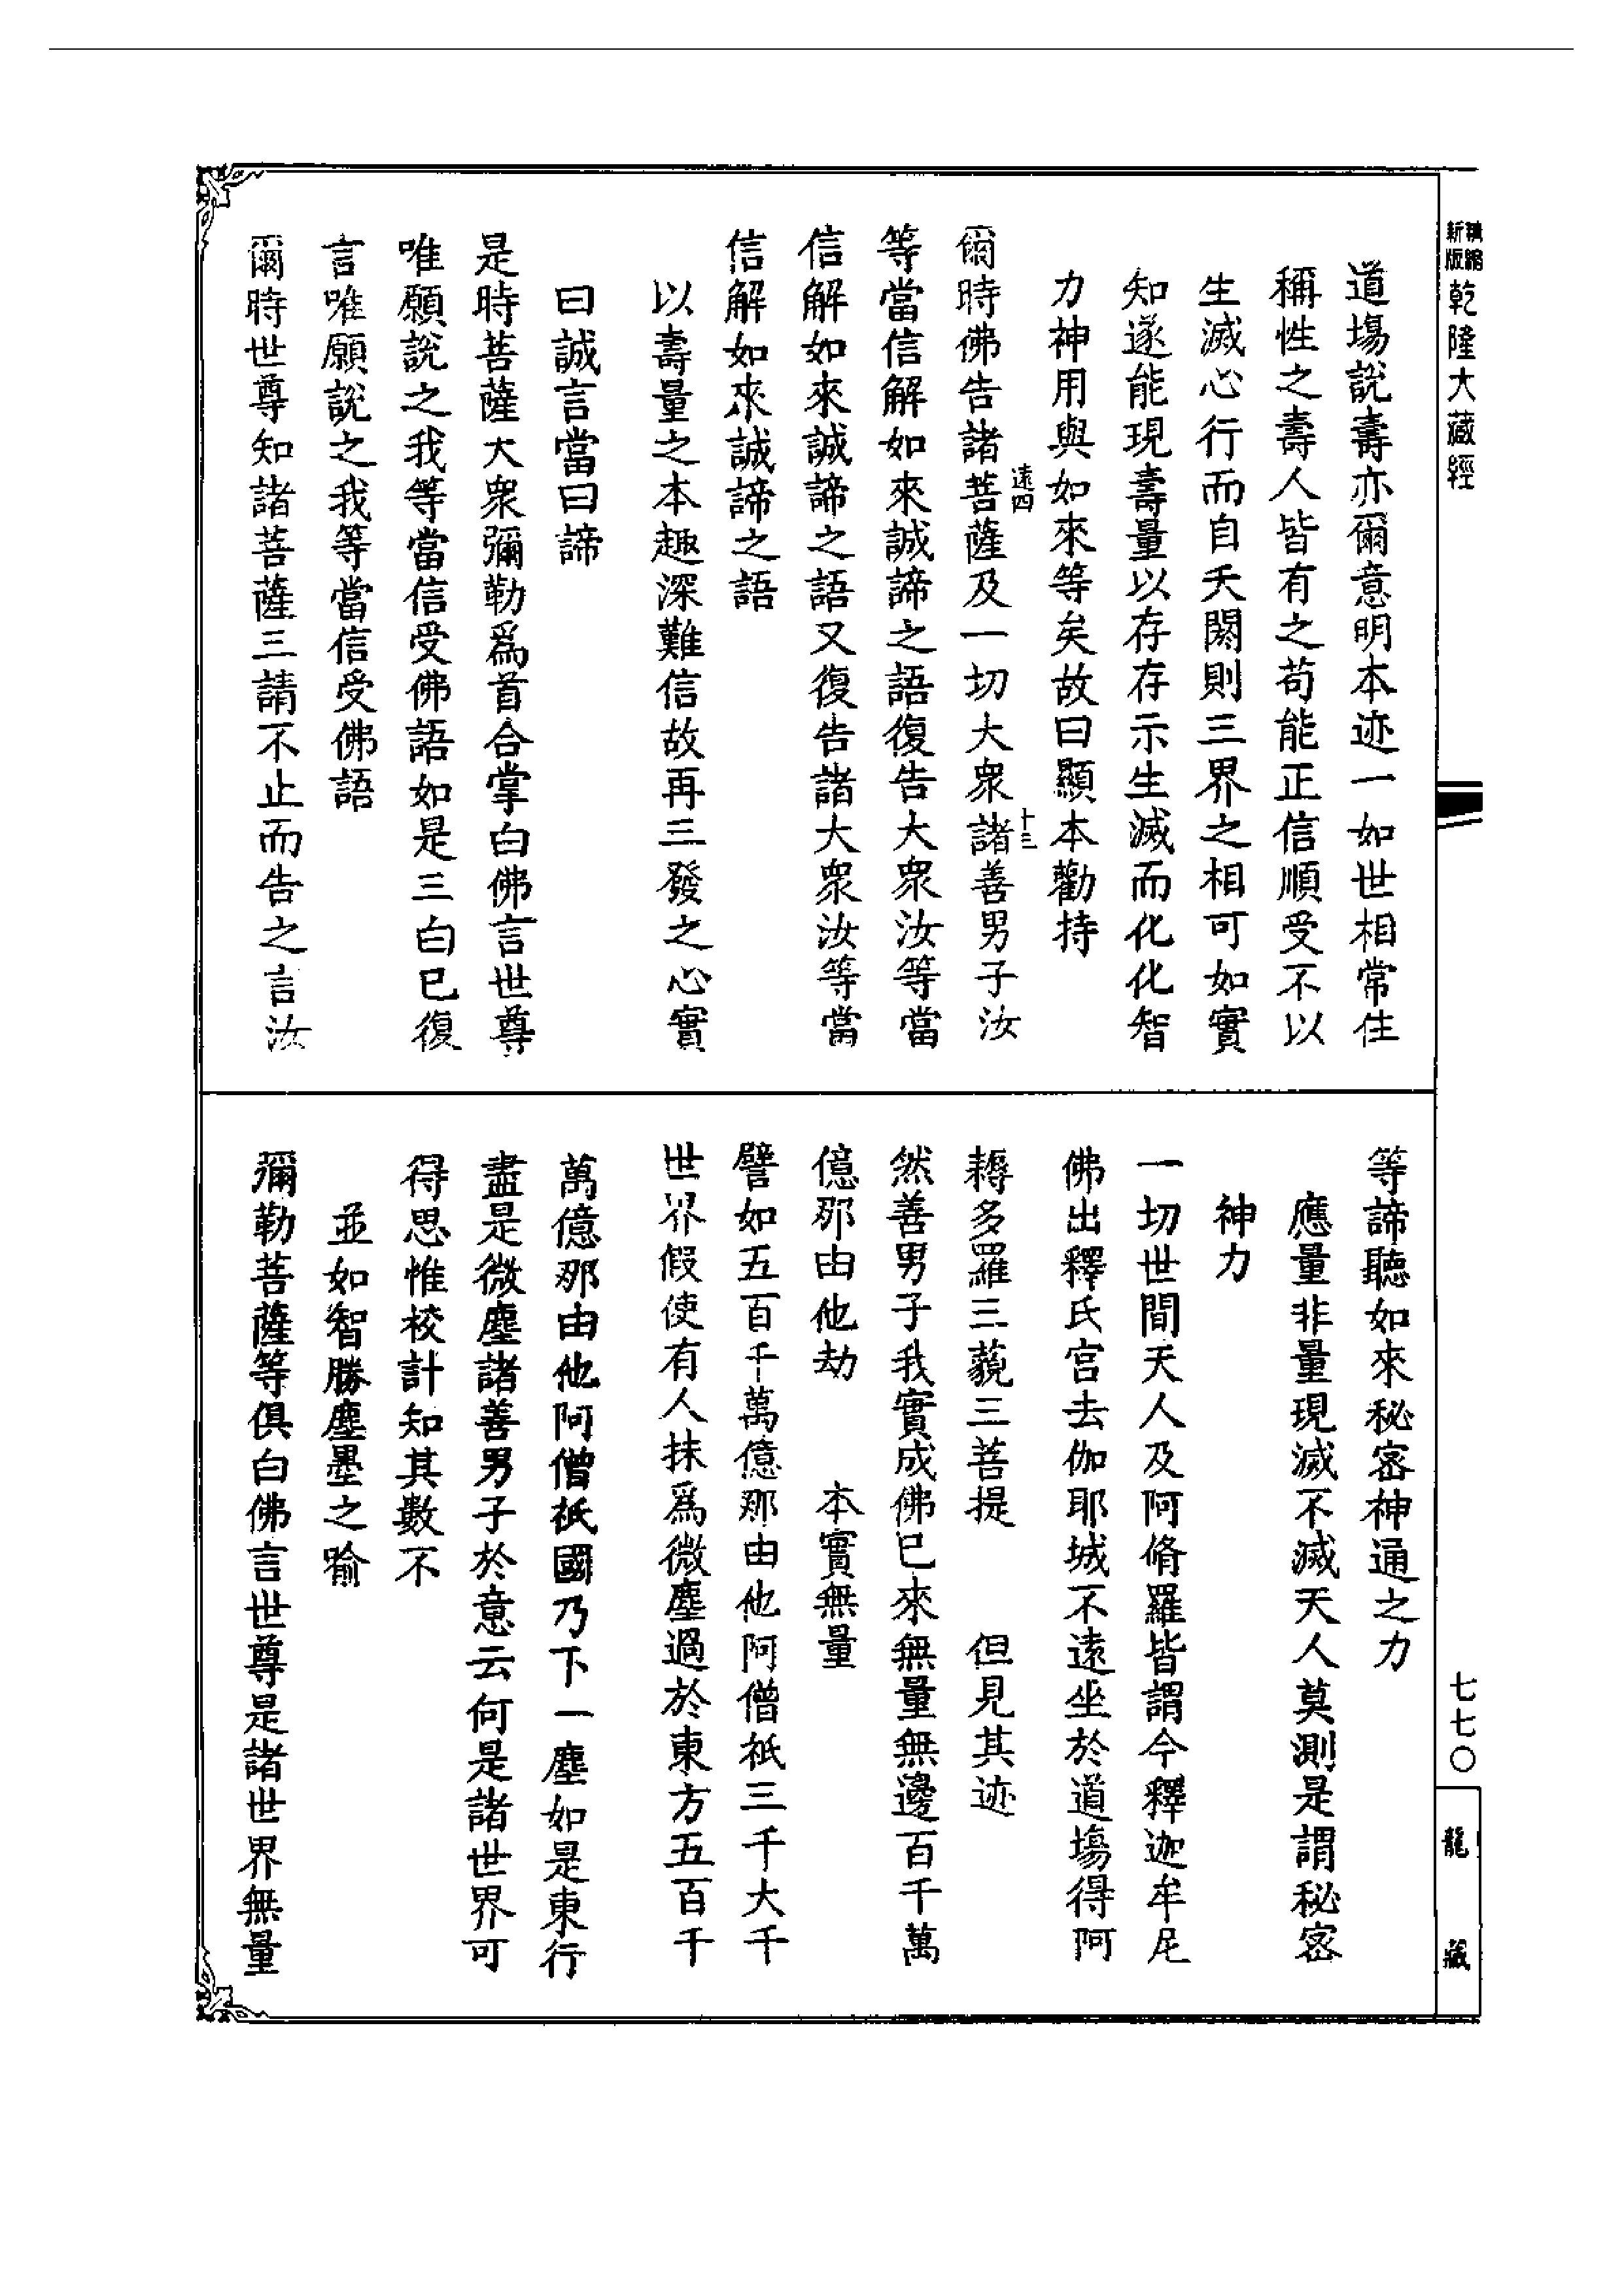 精縮新版乾隆大藏經
道場說壽亦爾意明本迹一如世相常住
稱性之壽人皆有之苟能正信順受不以
生滅心行而自夭閼則三界之相可如實
知遂能現壽量以存存示生滅而化化智
力神用與如來等矣故曰顯本勸持
遠四 十三
爾時佛告諸菩薩及一切大衆諸善男子汝
等當信解如來誠諦之語復告大衆汝等當
信解如來誠諦之語又復告諸大衆汝等當
信解如來誠諦之語
以壽量之本趣深難信故再三發之心實
曰誠言當曰諦
是時菩薩大衆彌勒爲首合掌白佛言世尊
唯願說之我等當信受佛語如是三白已復
言唯願說之我等當信受佛語
爾時世尊知諸菩薩三請不止而告之言汝
等諦聽如來秘密神通之力
應量非量現滅不滅天人莫測是謂秘密
神力
一切世間天人及阿脩羅皆謂今釋迦牟尼
佛出釋氏宮去伽耶城不遠坐於道場得阿
耨多羅三藐三菩提 但見其迹
然善男子我實成佛已來無量無邊百千萬
億那由他劫 本實無量
譬如五百千萬億那由他阿僧祇三千大千
世界假使有人抹爲微塵過於東方五百千
萬億那由他阿僧祇國乃下一塵如是東行
盡是微塵諸善男子於意云何是諸世界可
得思惟校計知其數不
並如智勝塵墨之喻
彌勒菩薩等俱白佛言世尊是諸世界無量
七七〇
龍藏